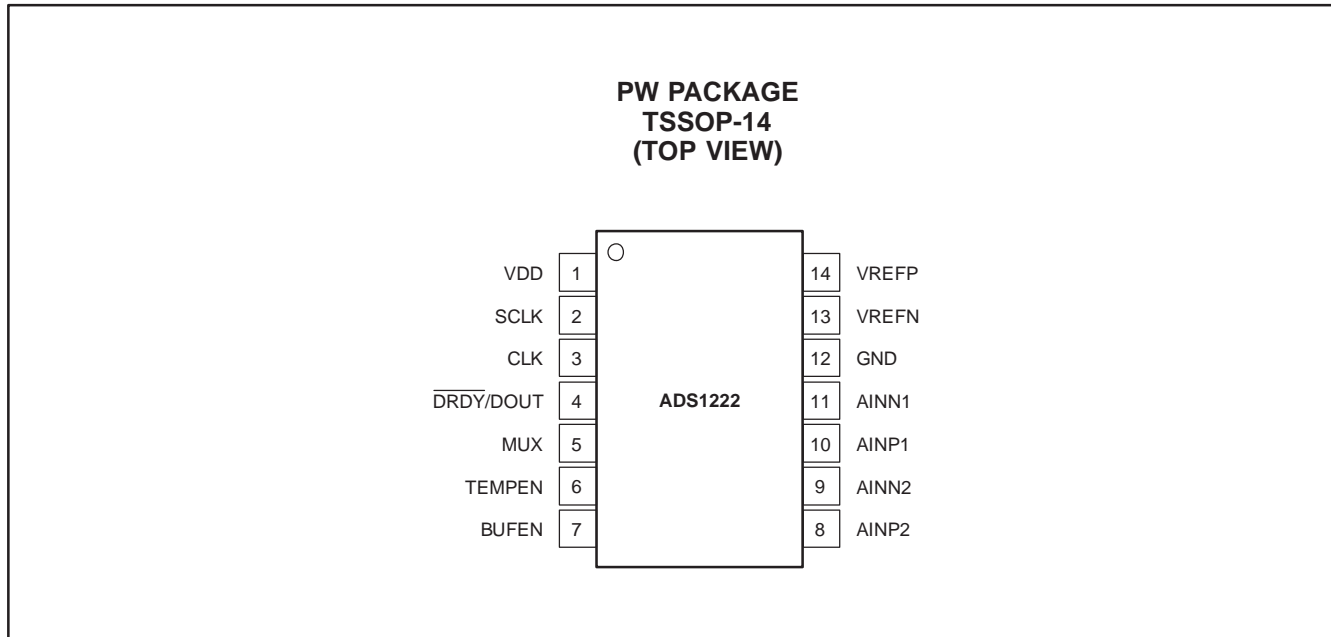 PW PACKAGE
TSSOP-14
(TOP VIEW)
VDD 1
SCLK 2
CLK 3
D̅R̅D̅Y̅/DOUT 4
MUX 5
TEMPEN 6
BUFEN 7
ADS1222
14 VREFP
13 VREFN
12 GND
11 AINN1
10 AINP1
9 AINN2
8 AINP2